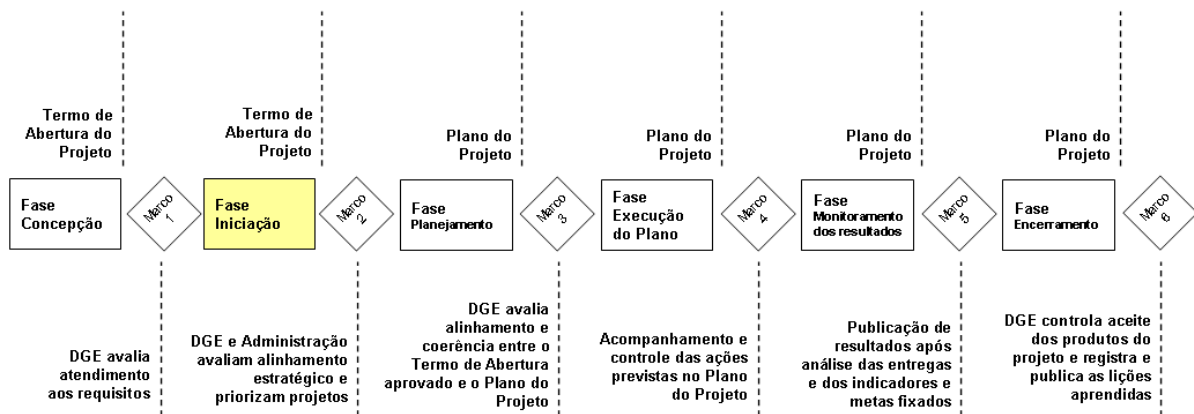 Termo de
Abertura do
Projeto
Termo de
Abertura do
Projeto
Plano do
Projeto
Plano do
Projeto
Plano do
Projeto
Plano do
Projeto
Fase
Concepção
Marco
1
Fase
Iniciação
Marco
2
Fase
Planejamento
Marco
3
Fase
Execução
do Plano
Marco
4
Fase
Monitoramento
dos resultados
Marco
5
Fase
Encerramento
Marco
6
DGE avalia
atendimento
aos requisitos
DGE e Administração
avaliam alinhamento
estratégico e
priorizam projetos
DGE avalia
alinhamento e
coerência entre o
Termo de Abertura
aprovado e o Plano do
Projeto
Acompanhamento e
controle das ações
previstas no Plano
do Projeto
Publicação de
resultados após
análise das entregas
e dos indicadores e
metas fixados
DGE controla aceite
dos produtos do
projeto e registra e
publica as lições
aprendidas